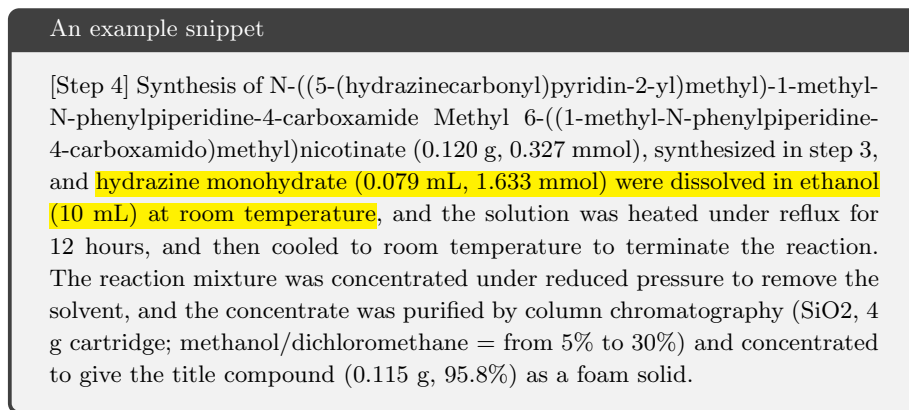 An example snippet
[Step 4] Synthesis of N-((5-(hydrazinecarbonyl)pyridin-2-yl)methyl)-1-methyl-
N-phenylpiperidine-4-carboxamide Methyl 6-((1-methyl-N-phenylpiperidine-
4-carboxamido)methyl)nicotinate (0.120 g, 0.327 mmol), synthesized in step 3,
and hydrazine monohydrate (0.079 mL, 1.633 mmol) were dissolved in ethanol
(10 mL) at room temperature, and the solution was heated under reflux for
12 hours, and then cooled to room temperature to terminate the reaction.
The reaction mixture was concentrated under reduced pressure to remove the
solvent, and the concentrate was purified by column chromatography (SiO2, 4
g cartridge; methanol/dichloromethane = from 5% to 30%) and concentrated
to give the title compound (0.115 g, 95.8%) as a foam solid.